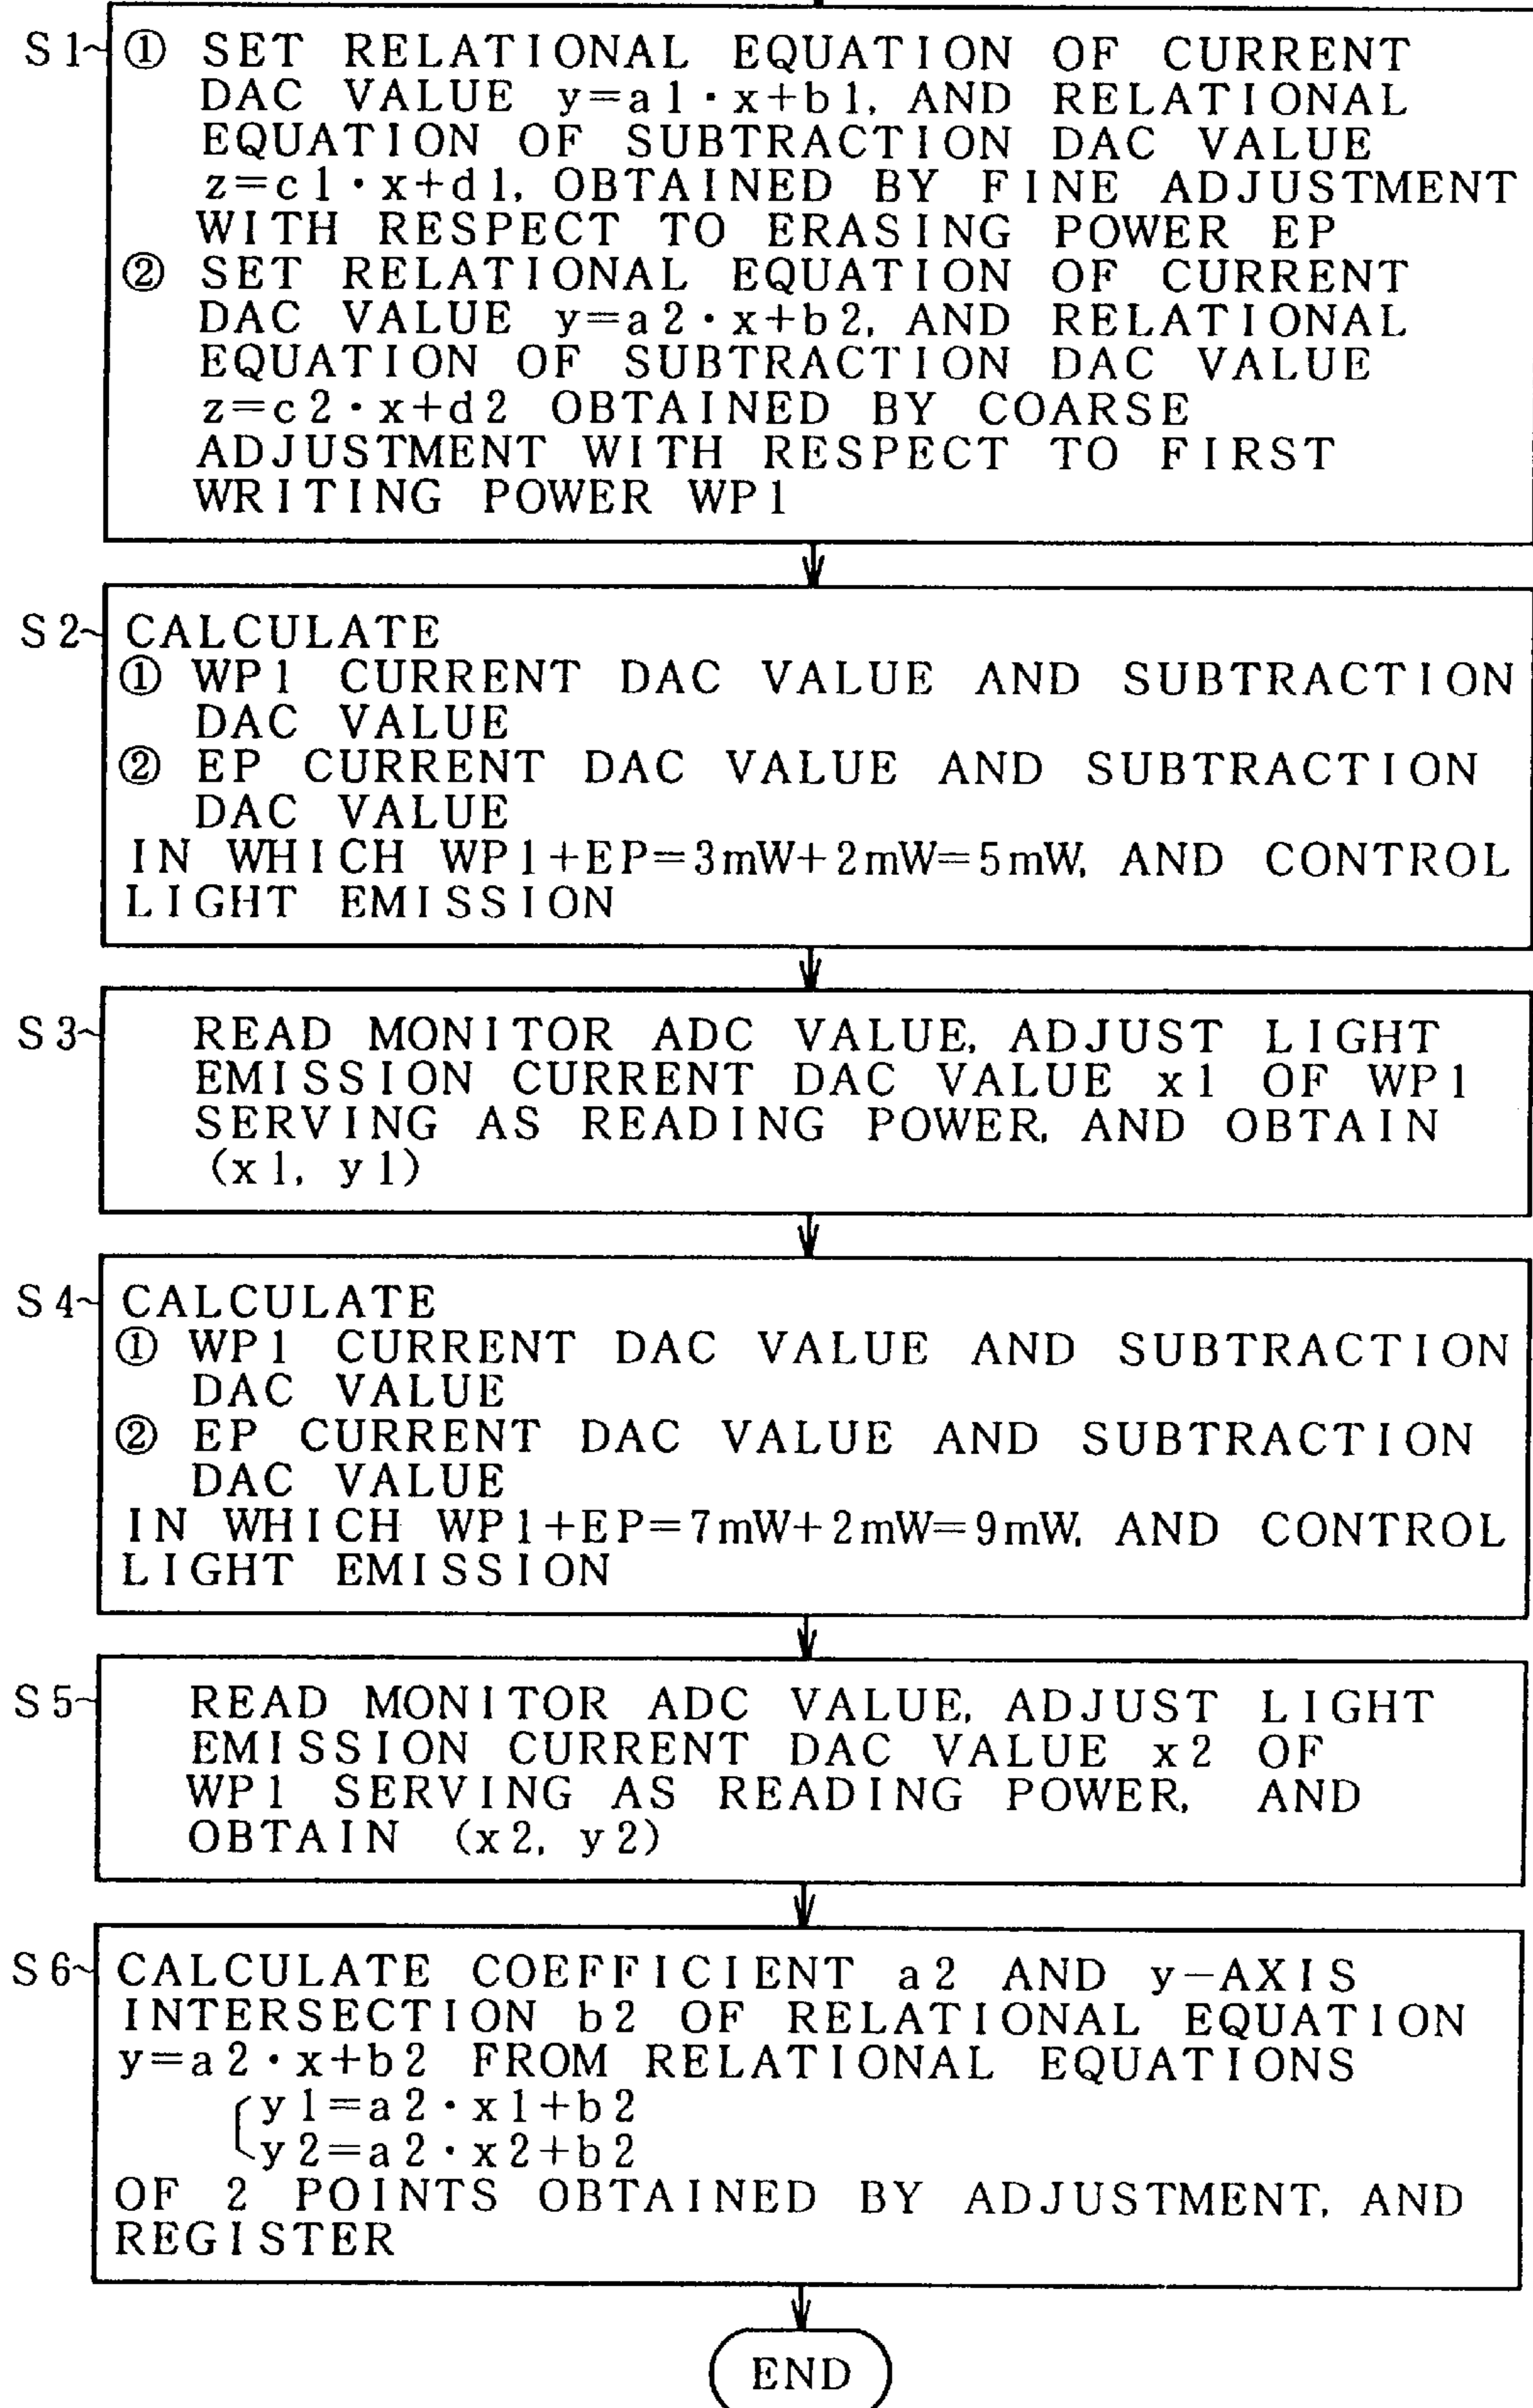 S1 ① SET RELATIONAL EQUATION OF CURRENT
DAC VALUE y=a1·x+b1, AND RELATIONAL
EQUATION OF SUBTRACTION DAC VALUE
z=c1·x+d1, OBTAINED BY FINE ADJUSTMENT
WITH RESPECT TO ERASING POWER EP
② SET RELATIONAL EQUATION OF CURRENT
DAC VALUE y=a2·x+b2, AND RELATIONAL
EQUATION OF SUBTRACTION DAC VALUE
z=c2·x+d2 OBTAINED BY COARSE
ADJUSTMENT WITH RESPECT TO FIRST
WRITING POWER WP1
S2 CALCULATE
① WP1 CURRENT DAC VALUE AND SUBTRACTION
DAC VALUE
② EP CURRENT DAC VALUE AND SUBTRACTION
DAC VALUE
IN WHICH WP1+EP=3mW+2mW=5mW, AND CONTROL
LIGHT EMISSION
S3 READ MONITOR ADC VALUE, ADJUST LIGHT
EMISSION CURRENT DAC VALUE x1 OF WP1
SERVING AS READING POWER, AND OBTAIN
(x1, y1)
S4 CALCULATE
① WP1 CURRENT DAC VALUE AND SUBTRACTION
DAC VALUE
② EP CURRENT DAC VALUE AND SUBTRACTION
DAC VALUE
IN WHICH WP1+EP=7mW+2mW=9mW, AND CONTROL
LIGHT EMISSION
S5 READ MONITOR ADC VALUE, ADJUST LIGHT
EMISSION CURRENT DAC VALUE x2 OF
WP1 SERVING AS READING POWER, AND
OBTAIN (x2, y2)
S6 CALCULATE COEFFICIENT a2 AND y-AXIS
INTERSECTION b2 OF RELATIONAL EQUATION
y=a2·x+b2 FROM RELATIONAL EQUATIONS
y1=a2·x1+b2
y2=a2·x2+b2
OF 2 POINTS OBTAINED BY ADJUSTMENT, AND
REGISTER
END